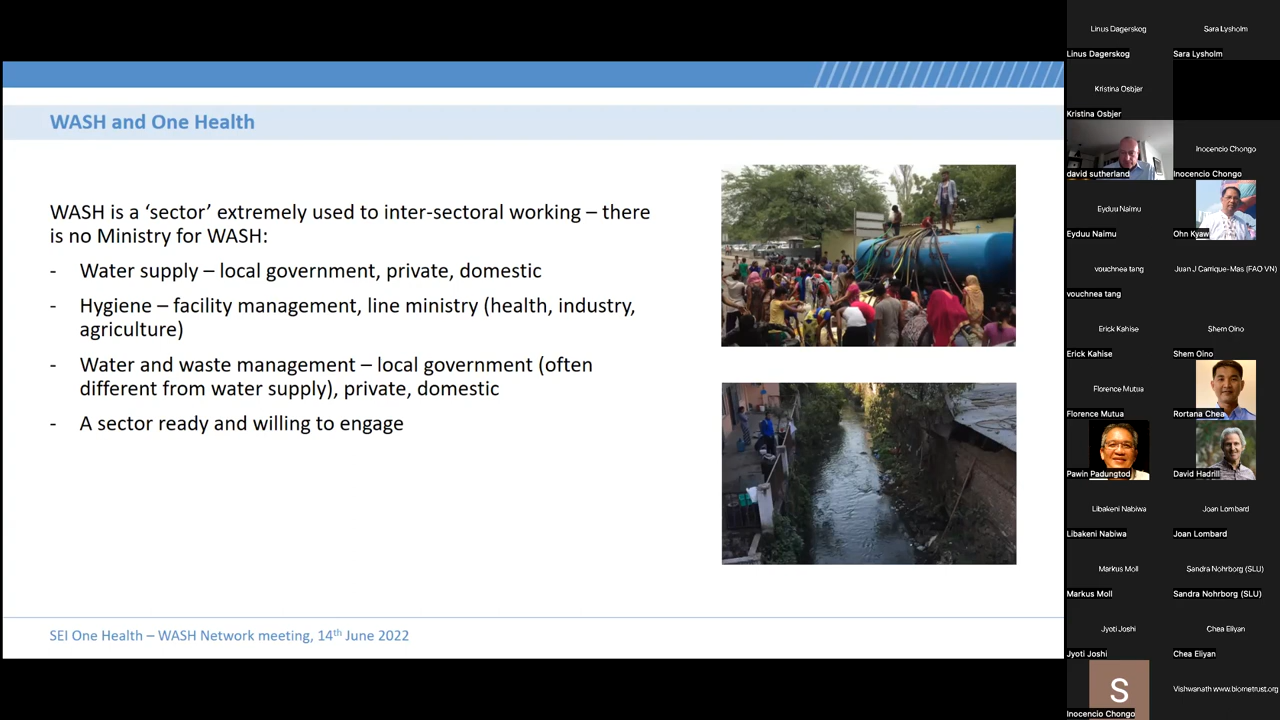 WASH and One Health
WASH is a ‘sector’ extremely used to inter-sectoral working – there
is no Ministry for WASH:
- Water supply – local government, private, domestic
- Hygiene – facility management, line ministry (health, industry,
agriculture)
- Water and waste management – local government (often
different from water supply), private, domestic
- A sector ready and willing to engage
SEI One Health – WASH Network meeting, 14th June 2022
Linus Dagerskog
Linus Dagerskog
Sara Lysholm
Sara Lysholm
Kristina Osbjer
Kristina Osbjer
david sutherland
Inocencio Chongo
Inocencio Chongo
Eyduu Naimu
Eyduu Naimu
Ohn Kyaw
vouchnea tang
vouchnea tang
Juan J Carrique-Mas (FAO VN)
Erick Kahise
Erick Kahise
Shem Oino
Shem Oino
Florence Mutua
Florence Mutua
Rortana Chea
Pawin Padungtod
David Hadrill
Libakeni Nabiwa
Libakeni Nabiwa
Joan Lombard
Joan Lombard
Markus Moll
Markus Moll
Sandra Nohrborg (SLU)
Sandra Nohrborg (SLU)
Jyoti Joshi
Jyoti Joshi
Chea Eliyan
Chea Eliyan
S
Inocencio Chongo
Vishwanath www.biometrust.org